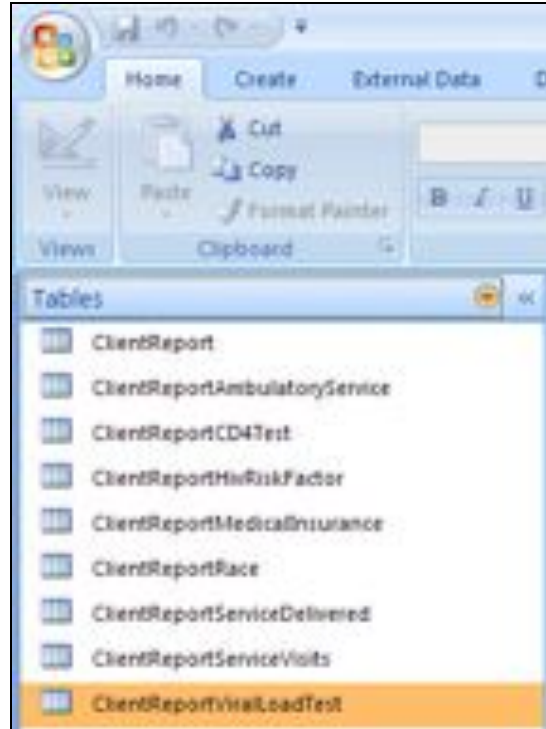 Home Create External Data D
Cut
Copy
Format Painter
View
Paste
B I U
Views
Clipboard
Tables
ClientReport
ClientReportAmbulatoryService
ClientReportCD4Test
ClientReportHivRiskFactor
ClientReportMedicalInsurance
ClientReportRace
ClientReportServiceDelivered
ClientReportServiceVisits
ClientReportViralLoadTest